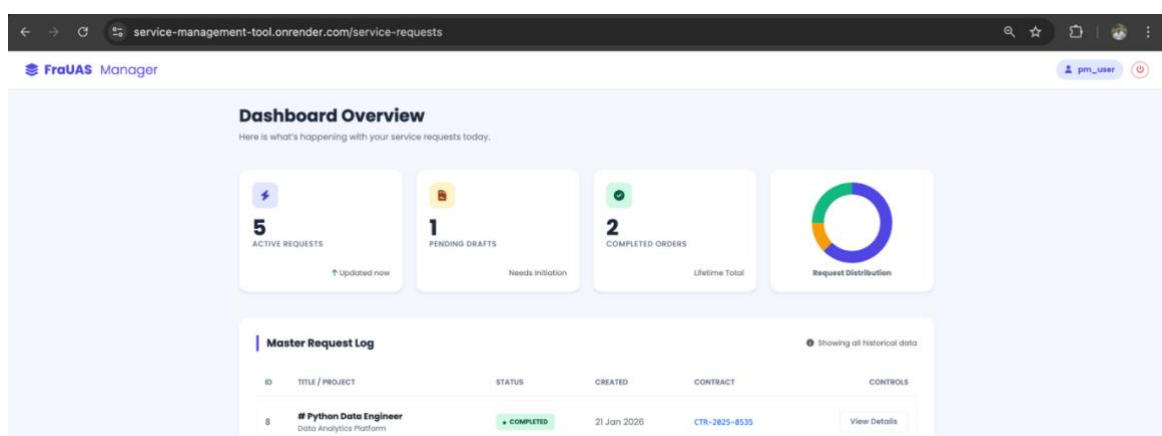 service-management-tool.onrender.com/service-requests
FraUAS Manager
pm_user
Dashboard Overview
Here is what's happening with your service requests today.
5
ACTIVE REQUESTS
Updated now
1
PENDING DRAFTS
Needs Initiation
2
COMPLETED ORDERS
Lifetime Total
Request Distribution
Master Request Log
Showing all historical data
ID TITLE / PROJECT STATUS CREATED CONTRACT CONTROLS
8 # Python Data Engineer COMPLETED 21 Jan 2026 CTR-2025-8535 View Details
Data Analytics Platform